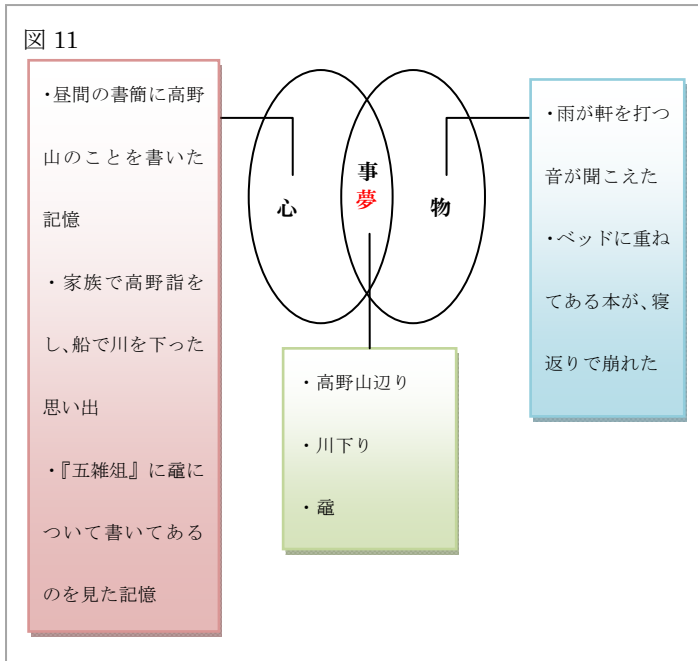 図 11
・昼間の書簡に高野
山のことを書いた
記憶
・家族で高野詣を
し、船で川を下った
思い出
・『五雑俎』に
ついて書いてある
のを見た記憶
心
事
夢
物
・高野山辺り
・川下り
・雨が軒を打つ
音が聞こえた
・ベッドに重ね
てある本が、寝
返りで崩れた